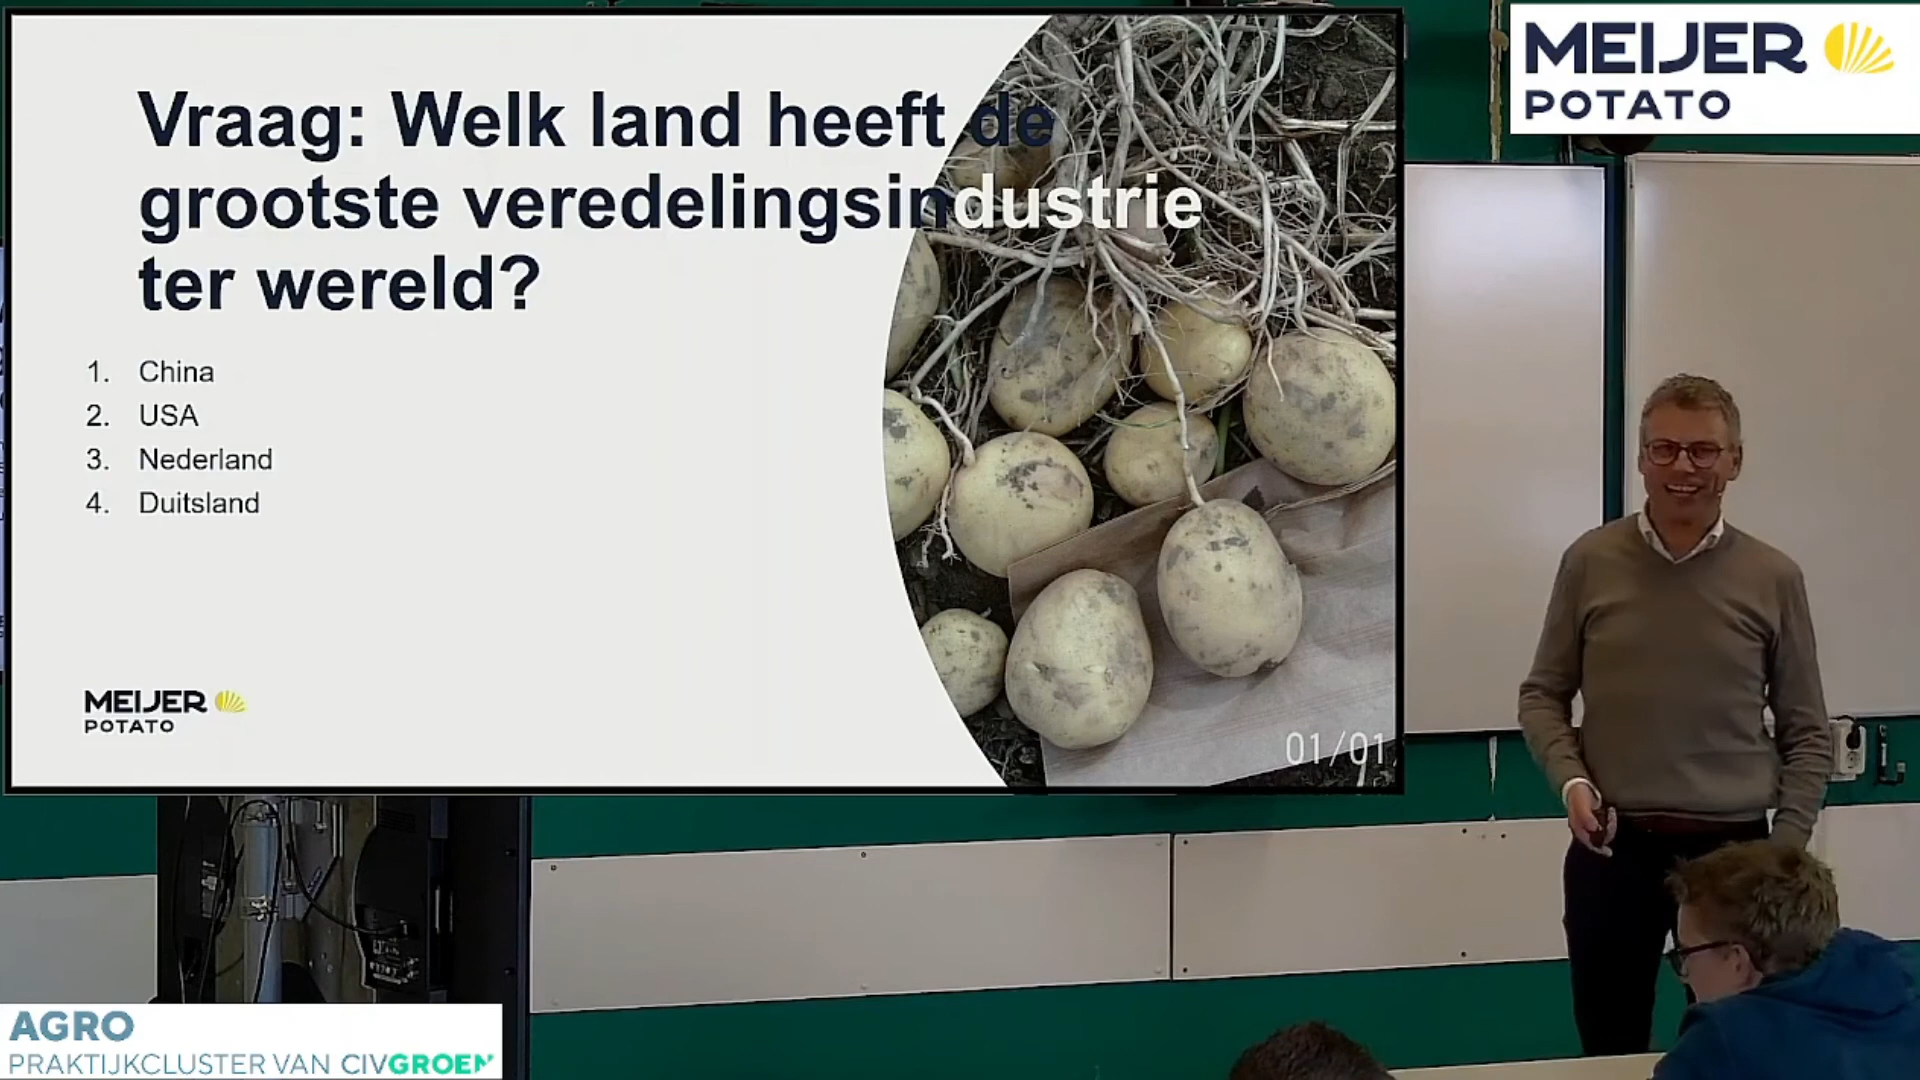 Vraag: Welk land heeft de
grootste veredelingsindustrie
ter wereld?
1. China
2. USA
3. Nederland
4. Duitsland
MEIJER
POTATO
01/01
MEIJER
POTATO
AGRO
PRAKTIJKCLUSTER VAN CIVGROEN